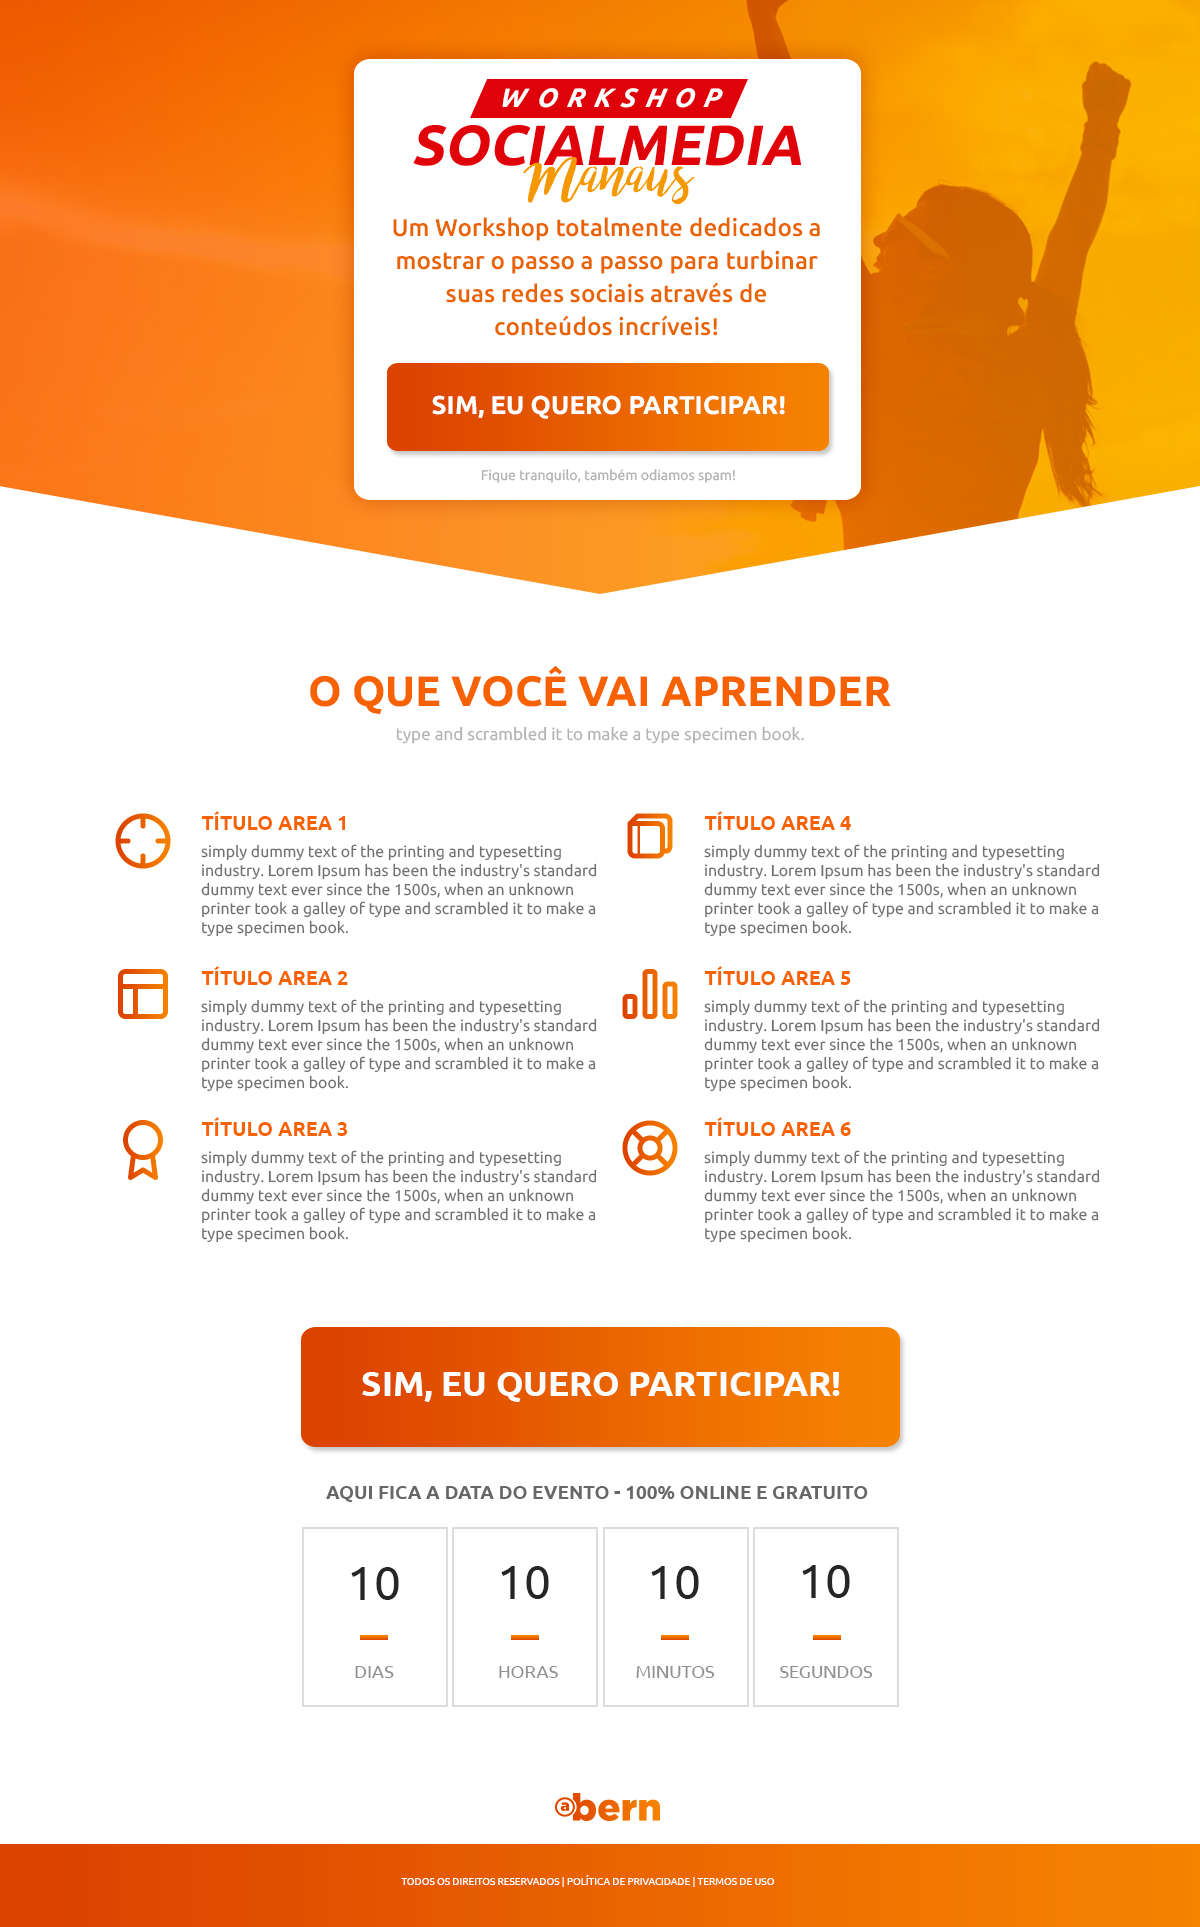 WORKSHOP
SOCIALMEDIA
Manaus
Um Workshop totalmente dedicados a
mostrar o passo a passo para turbinar
suas redes sociais através de
conteúdos incríveis!
SIM, EU QUERO PARTICIPAR!
Fique tranquilo, também odiamos spam!
O QUE VOCÊ VAI APRENDER
type and scrambled it to make a type specimen book.
TÍTULO AREA 1
simply dummy text of the printing and typesetting
industry. Lorem Ipsum has been the industry's standard
dummy text ever since the 1500s, when an unknown
printer took a galley of type and scrambled it to make a
type specimen book.
TÍTULO AREA 2
simply dummy text of the printing and typesetting
industry. Lorem Ipsum has been the industry's standard
dummy text ever since the 1500s, when an unknown
printer took a galley of type and scrambled it to make a
type specimen book.
TÍTULO AREA 3
simply dummy text of the printing and typesetting
industry. Lorem Ipsum has been the industry's standard
dummy text ever since the 1500s, when an unknown
printer took a galley of type and scrambled it to make a
type specimen book.
TÍTULO AREA 4
simply dummy text of the printing and typesetting
industry. Lorem Ipsum has been the industry's standard
dummy text ever since the 1500s, when an unknown
printer took a galley of type and scrambled it to make a
type specimen book.
TÍTULO AREA 5
simply dummy text of the printing and typesetting
industry. Lorem Ipsum has been the industry's standard
dummy text ever since the 1500s, when an unknown
printer took a galley of type and scrambled it to make a
type specimen book.
TÍTULO AREA 6
simply dummy text of the printing and typesetting
industry. Lorem Ipsum has been the industry's standard
dummy text ever since the 1500s, when an unknown
printer took a galley of type and scrambled it to make a
type specimen book.
SIM, EU QUERO PARTICIPAR!
AQUI FICA A DATA DO EVENTO - 100% ONLINE E GRATUITO
10 10 10 10
DIAS HORAS MINUTOS SEGUNDOS
@bern
TODOS OS DIREITOS RESERVADOS | POLÍTICA DE PRIVACIDADE | TERMOS DE USO